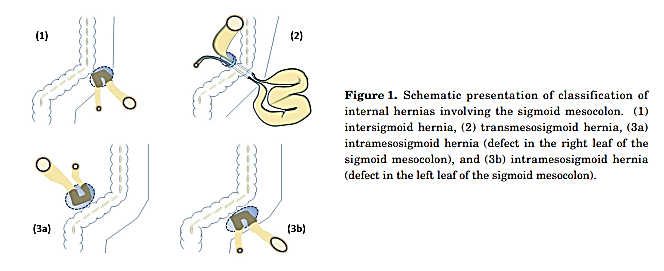 (1)
(2)
Figure 1. Schematic presentation of classification of
internal hernias involving the sigmoid mesocolon. (1)
intersigmoid hernia, (2) transmesosigmoid hernia, (3a)
intramesosigmoid hernia (defect in the right leaf of the
sigmoid mesocolon), and (3b) intramesosigmoid hernia
(defect in the left leaf of the sigmoid mesocolon).
(3a)
(3b)